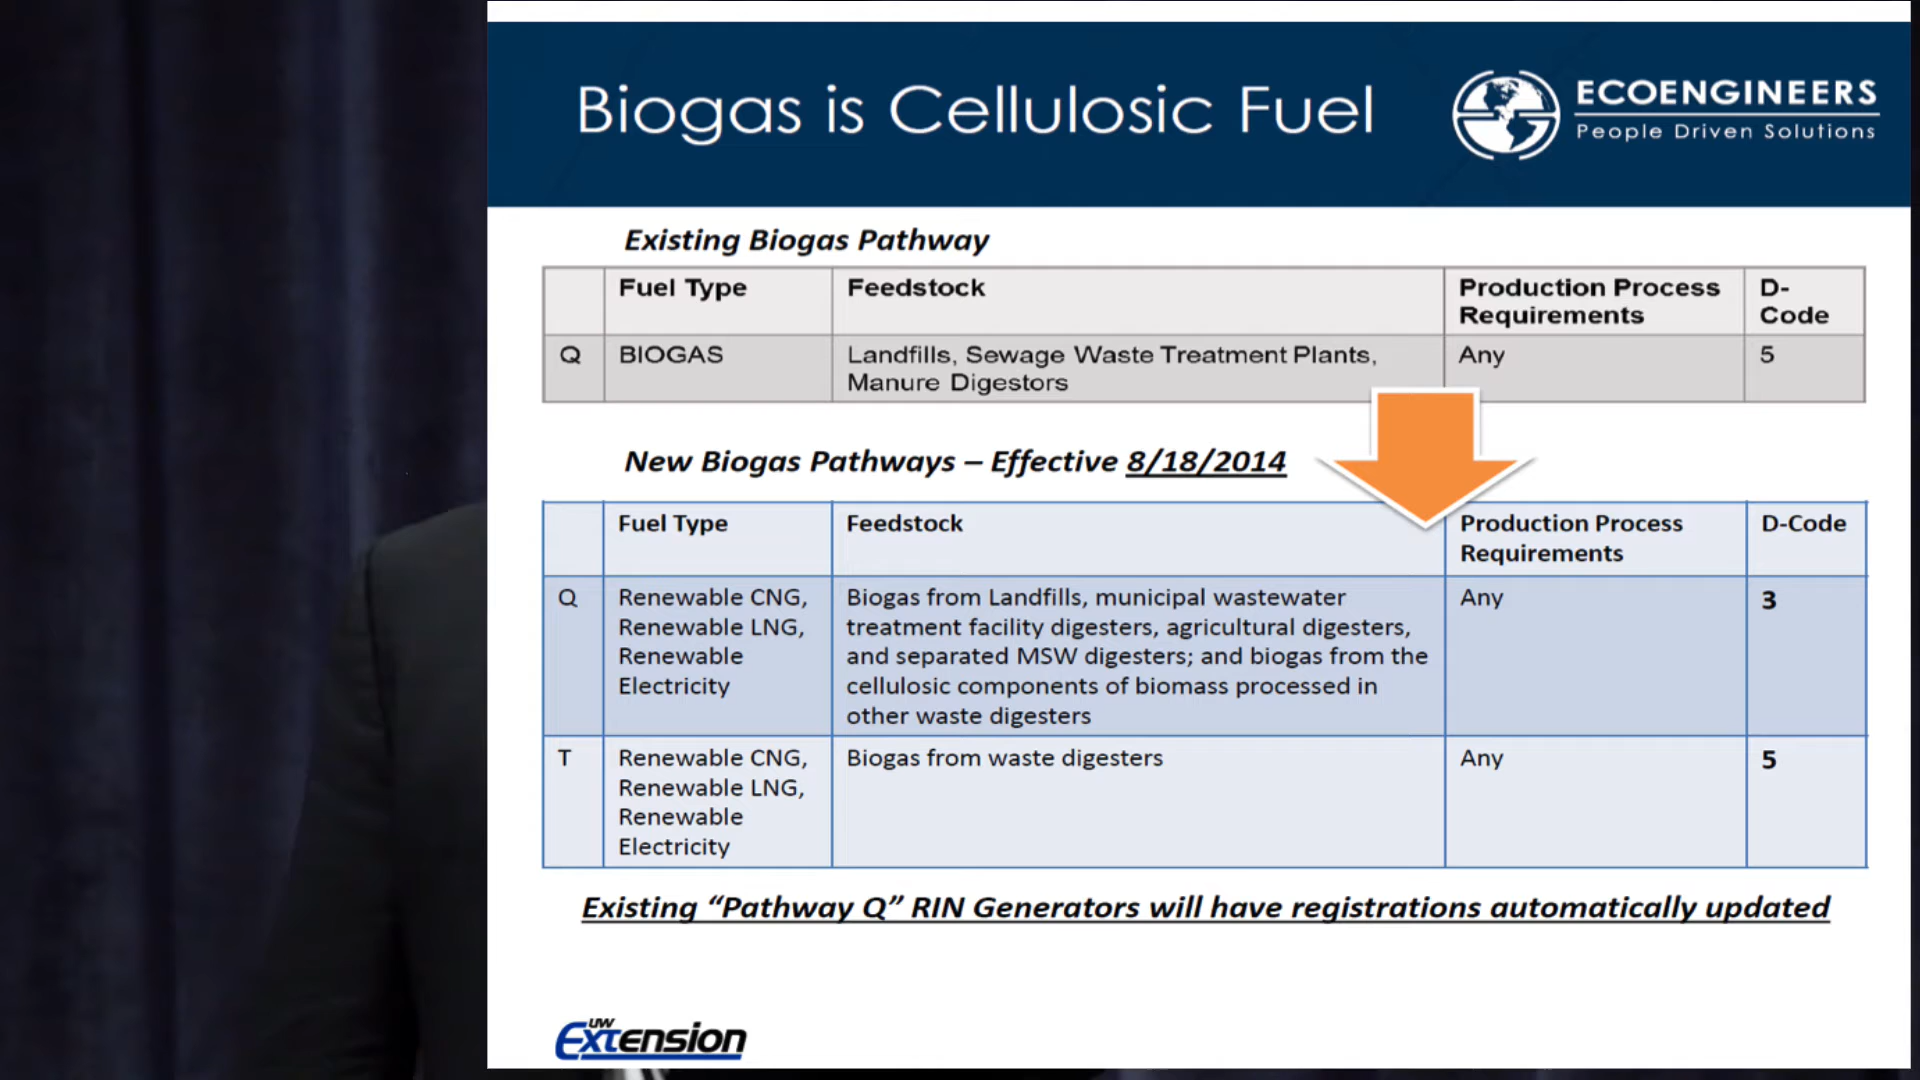 Biogas is Cellulosic Fuel
ECOENGINEERS
People Driven Solutions
Existing Biogas Pathway
Fuel Type
Feedstock
Production Process
Requirements
D-
Code
Q
BIOGAS
Landfills, Sewage Waste Treatment Plants,
Manure Digestors
Any
5
New Biogas Pathways – Effective 8/18/2014
Fuel Type
Feedstock
Production Process
Requirements
D-Code
Q
Renewable CNG,
Renewable LNG,
Renewable
Electricity
Biogas from Landfills, municipal wastewater
treatment facility digesters, agricultural digesters,
and separated MSW digesters; and biogas from the
cellulosic components of biomass processed in
other waste digesters
Any
3
T
Renewable CNG,
Renewable LNG,
Renewable
Electricity
Biogas from waste digesters
Any
5
Existing “Pathway Q” RIN Generators will have registrations automatically updated
UW
Extension